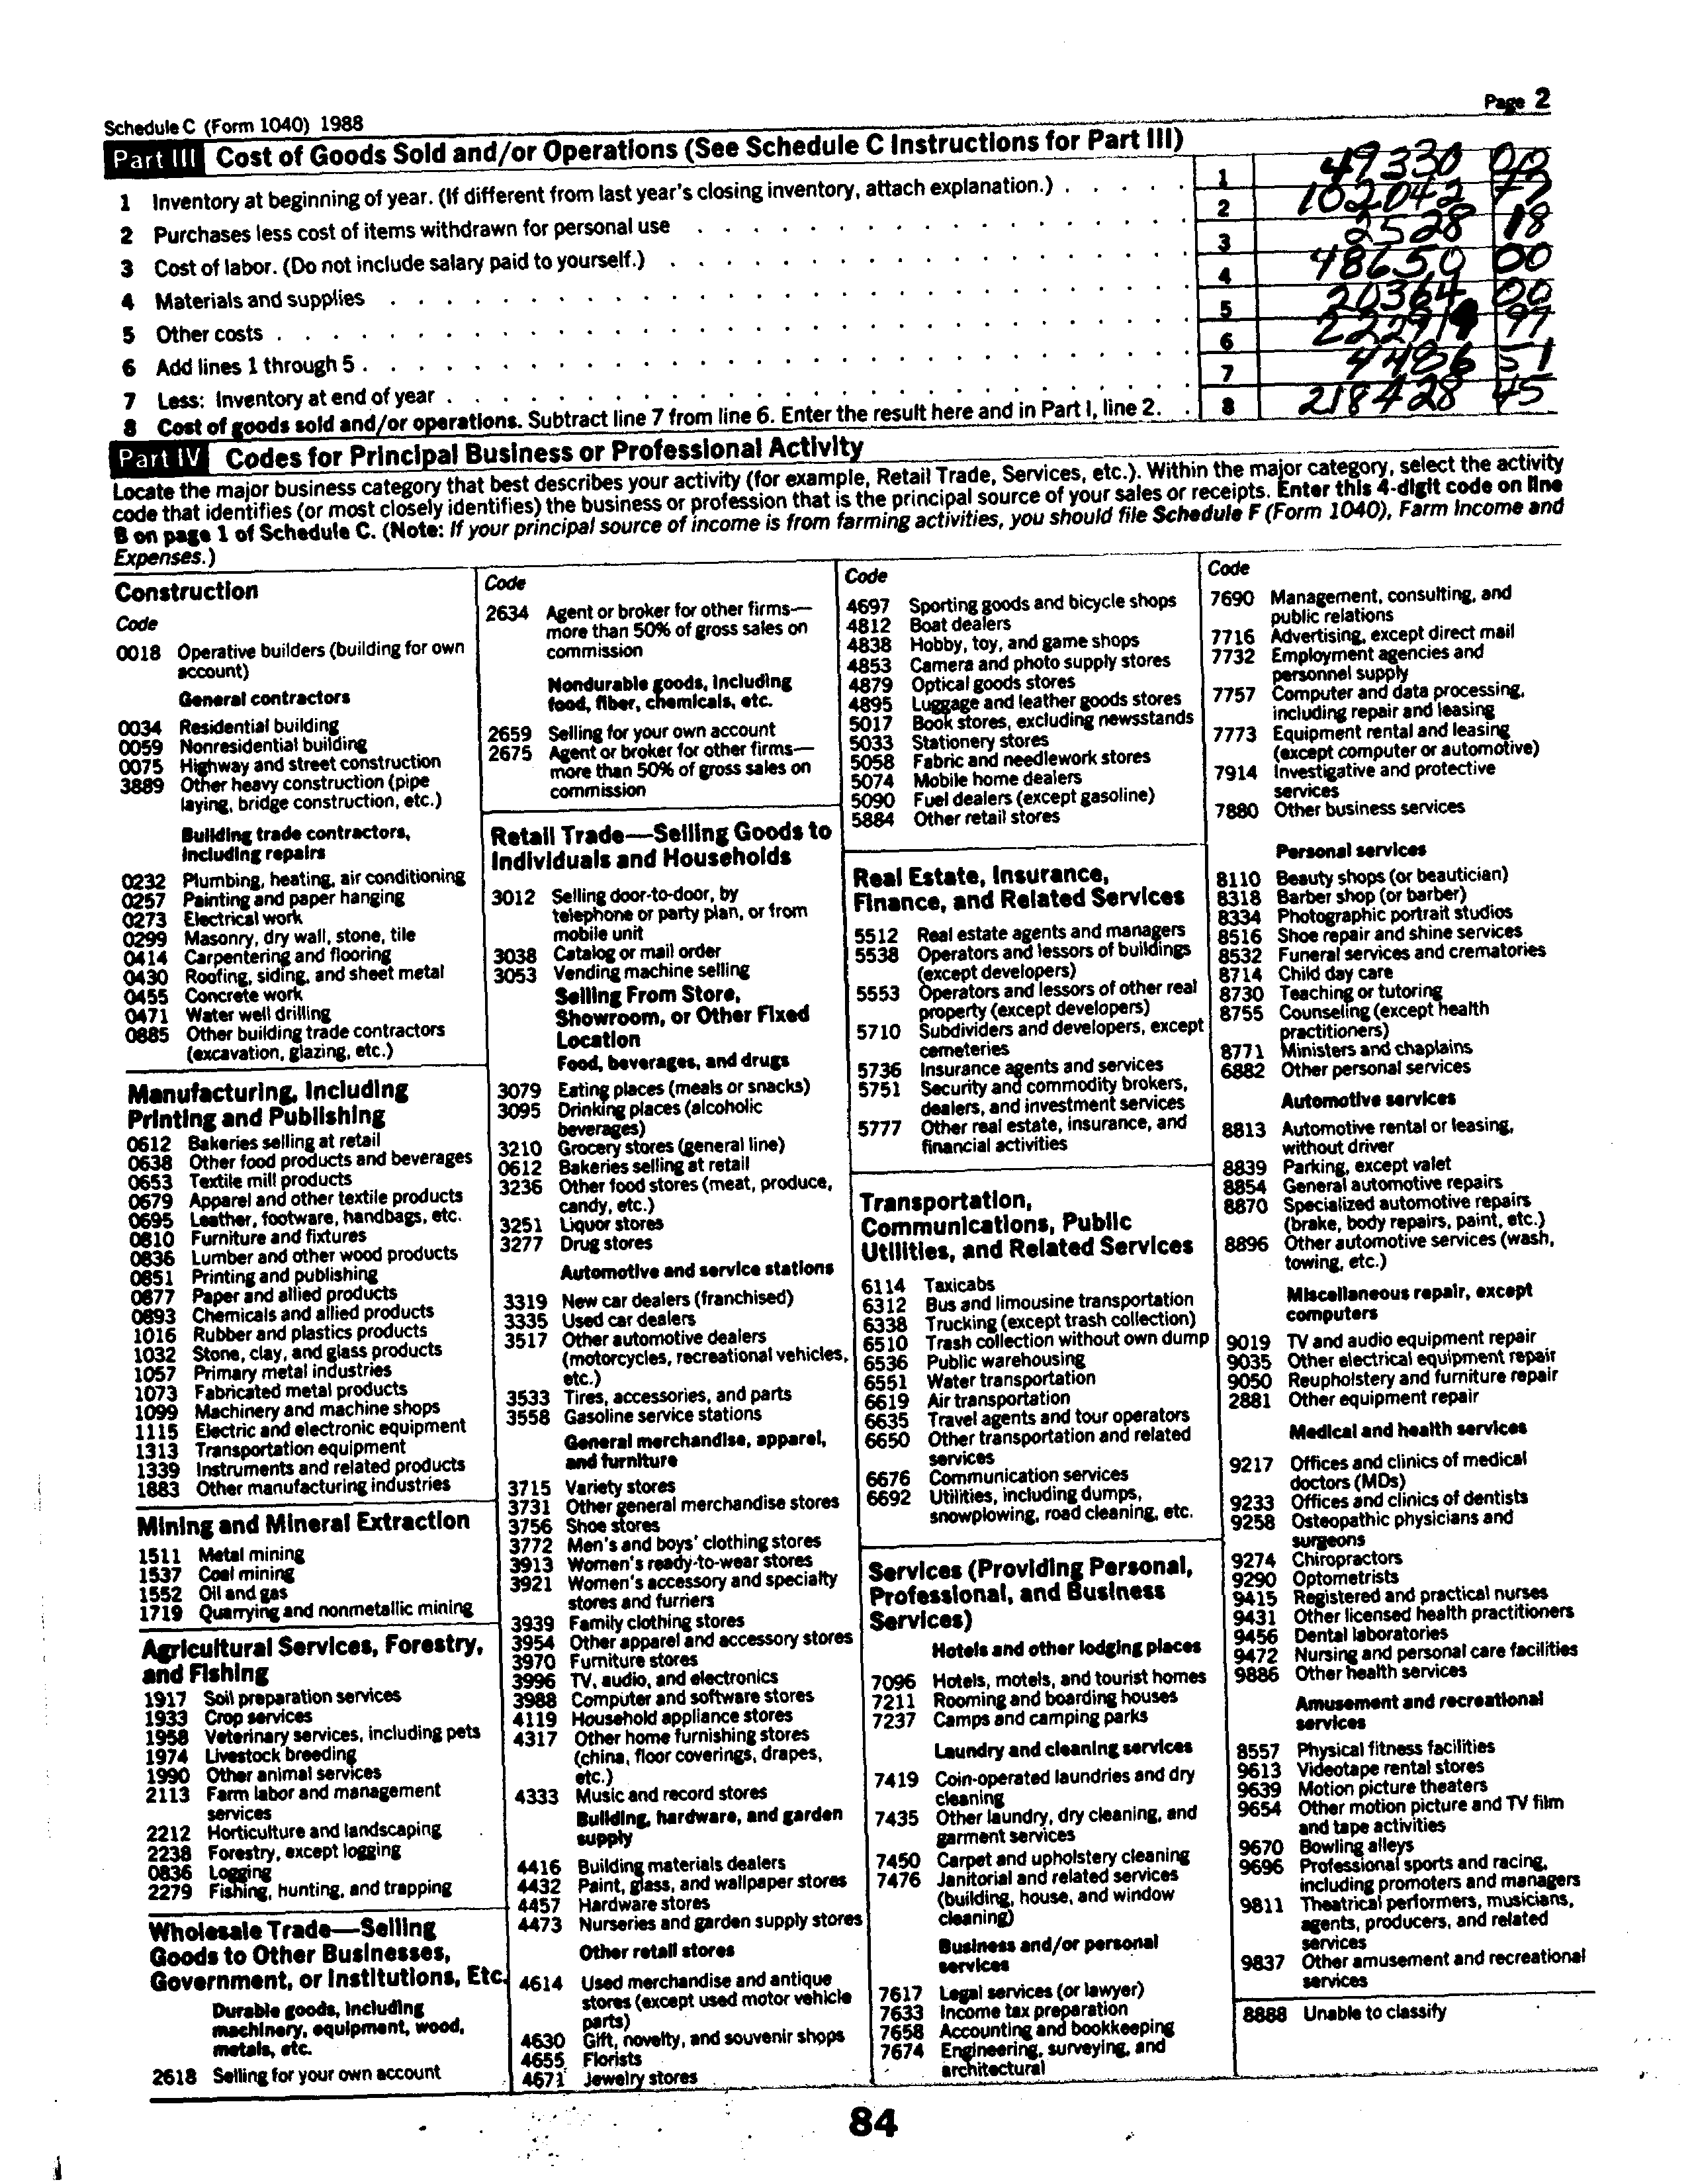 Schedule C (Form 1040) 1988
Page 2
Part III Cost of Goods Sold and/or Operations (See Schedule C Instructions for Part III)
1 Inventory at beginning of year. (If different from last year's closing inventory, attach explanation.) 1 49330 00
2 Purchases less cost of items withdrawn for personal use 2 102042 77
3 Cost of labor. (Do not include salary paid to yourself.) 3 2528 18
4 Materials and supplies 4 48650 00
5 Other costs 5 20364 00
6 Add lines 1 through 5 6 222914 97
7 Less: Inventory at end of year 7 4486 51
8 Cost of goods sold and/or operations. Subtract line 7 from line 6. Enter the result here and in Part I, line 2. 8 218428 45
Part IV Codes for Principal Business or Professional Activity
Locate the major business category that best describes your activity (for example, Retail Trade, Services, etc.). Within the major category, select the activity
code that identifies (or most closely identifies) the business or profession that is the principal source of your sales or receipts. Enter this 4-digit code on line
B on page 1 of Schedule C. (Note: If your principal source of income is from farming activities, you should file Schedule F (Form 1040), Farm Income and
Expenses.)
Construction
Code
0018 Operative builders (building for own
account)
General contractors
0034 Residential building
0059 Nonresidential building
0075 Highway and street construction
3889 Other heavy construction (pipe
laying, bridge construction, etc.)
Building trade contractors,
including repairs
0232 Plumbing, heating, air conditioning
0257 Painting and paper hanging
0273 Electrical work
0299 Masonry, dry wall, stone, tile
0414 Carpentering and flooring
0430 Roofing, siding, and sheet metal
0455 Concrete work
0471 Water well drilling
0885 Other building trade contractors
(excavation, glazing, etc.)
Manufacturing, Including
Printing and Publishing
0612 Bakeries selling at retail
0638 Other food products and beverages
0653 Textile mill products
0679 Apparel and other textile products
0695 Leather, footware, handbags, etc.
0810 Furniture and fixtures
0836 Lumber and other wood products
0851 Printing and publishing
0877 Paper and allied products
0893 Chemicals and allied products
1016 Rubber and plastics products
1032 Stone, clay, and glass products
1057 Primary metal industries
1073 Fabricated metal products
1099 Machinery and machine shops
1115 Electric and electronic equipment
1313 Transportation equipment
1339 Instruments and related products
1883 Other manufacturing industries
Mining and Mineral Extraction
1511 Metal mining
1537 Coal mining
1552 Oil and gas
1719 Quarrying and nonmetallic mining
Agricultural Services, Forestry,
and Fishing
1917 Soil preparation services
1933 Crop services
1958 Veterinary services, including pets
1974 Livestock breeding
1990 Other animal services
2113 Farm labor and management
services
2212 Horticulture and landscaping
2238 Forestry, except logging
0836 Logging
2279 Fishing, hunting, and trapping
Wholesale Trade—Selling
Goods to Other Businesses,
Government, or Institutions, Etc.
Durable goods, including
machinery, equipment, wood,
metals, etc.
2618 Selling for your own account
Code
2634 Agent or broker for other firms—
more than 50% of gross sales on
commission
Nondurable goods, including
food, fiber, chemicals, etc.
2659 Selling for your own account
2675 Agent or broker for other firms—
more than 50% of gross sales on
commission
Retail Trade—Selling Goods to
Individuals and Households
3012 Selling door-to-door, by
telephone or party plan, or from
mobile unit
3038 Catalog or mail order
3053 Vending machine selling
Selling From Store,
Showroom, or Other Fixed
Location
Food, beverages, and drugs
3079 Eating places (meals or snacks)
3095 Drinking places (alcoholic
beverages)
3210 Grocery stores (general line)
0612 Bakeries selling at retail
3236 Other food stores (meat, produce,
candy, etc.)
3251 Liquor stores
3277 Drug stores
Automotive and service stations
3319 New car dealers (franchised)
3335 Used car dealers
3517 Other automotive dealers
(motorcycles, recreational vehicles,
etc.)
3533 Tires, accessories, and parts
3558 Gasoline service stations
General merchandise, apparel,
and furniture
3715 Variety stores
3731 Other general merchandise stores
3756 Shoe stores
3772 Men's and boys' clothing stores
3913 Women's ready-to-wear stores
3921 Women's accessory and specialty
stores and furriers
3939 Family clothing stores
3954 Other apparel and accessory stores
3970 Furniture stores
3996 TV, audio, and electronics
3988 Computer and software stores
4119 Household appliance stores
4317 Other home furnishing stores
(china, floor coverings, drapes,
etc.)
4333 Music and record stores
Building, hardware, and garden
supply
4416 Building materials dealers
4432 Paint, glass, and wallpaper stores
4457 Hardware stores
4473 Nurseries and garden supply stores
Other retail stores
4614 Used merchandise and antique
stores (except used motor vehicle
parts)
4630 Gift, novelty, and souvenir shops
4655 Florists
4671 Jewelry stores
Code
4697 Sporting goods and bicycle shops
4812 Boat dealers
4838 Hobby, toy, and game shops
4853 Camera and photo supply stores
4879 Optical goods stores
4895 Luggage and leather goods stores
5017 Book stores, excluding newsstands
5033 Stationery stores
5058 Fabric and needlework stores
5074 Mobile home dealers
5090 Fuel dealers (except gasoline)
5884 Other retail stores
Real Estate, Insurance,
Finance, and Related Services
5512 Real estate agents and managers
5538 Operators and lessors of buildings
(except developers)
5553 Operators and lessors of other real
property (except developers)
5710 Subdividers and developers, except
cemeteries
5736 Insurance agents and services
5751 Security and commodity brokers,
dealers, and investment services
5777 Other real estate, insurance, and
financial activities
Transportation,
Communications, Public
Utilities, and Related Services
6114 Taxicabs
6312 Bus and limousine transportation
6338 Trucking (except trash collection)
6510 Trash collection without own dump
6536 Public warehousing
6551 Water transportation
6619 Air transportation
6635 Travel agents and tour operators
6650 Other transportation and related
services
6676 Communication services
6692 Utilities, including dumps,
snowplowing, road cleaning, etc.
Services (Providing Personal,
Professional, and Business
Services)
Hotels and other lodging places
7096 Hotels, motels, and tourist homes
7211 Rooming and boarding houses
7237 Camps and camping parks
Laundry and cleaning services
7419 Coin-operated laundries and dry
cleaning
7435 Other laundry, dry cleaning, and
garment services
7450 Carpet and upholstery cleaning
7476 Janitorial and related services
(building, house, and window
cleaning)
Business and/or personal
services
7617 Legal services (or lawyer)
7633 Income tax preparation
7658 Accounting and bookkeeping
7674 Engineering, surveying, and
architectural
Code
7690 Management, consulting, and
public relations
7716 Advertising, except direct mail
7732 Employment agencies and
personnel supply
7757 Computer and data processing,
including repair and leasing
7773 Equipment rental and leasing
(except computer or automotive)
7914 Investigative and protective
services
7880 Other business services
Personal services
8110 Beauty shops (or beautician)
8318 Barber shop (or barber)
8334 Photographic portrait studios
8516 Shoe repair and shine services
8532 Funeral services and crematories
8714 Child day care
8730 Teaching or tutoring
8755 Counseling (except health
practitioners)
8771 Ministers and chaplains
6882 Other personal services
Automotive services
8813 Automotive rental or leasing,
without driver
8839 Parking, except valet
8854 General automotive repairs
8870 Specialized automotive repairs
(brake, body repairs, paint, etc.)
8896 Other automotive services (wash,
towing, etc.)
Miscellaneous repair, except
computers
9019 TV and audio equipment repair
9035 Other electrical equipment repair
9050 Reupholstery and furniture repair
2881 Other equipment repair
Medical and health services
9217 Offices and clinics of medical
doctors (MDs)
9233 Offices and clinics of dentists
9258 Osteopathic physicians and
surgeons
9274 Chiropractors
9290 Optometrists
9415 Registered and practical nurses
9431 Other licensed health practitioners
9456 Dental laboratories
9472 Nursing and personal care facilities
9886 Other health services
Amusement and recreational
services
8557 Physical fitness facilities
9613 Videotape rental stores
9639 Motion picture theaters
9654 Other motion picture and TV film
and tape activities
9670 Bowling alleys
9696 Professional sports and racing,
including promoters and managers
9811 Theatrical performers, musicians,
agents, producers, and related
services
9837 Other amusement and recreational
services
8888 Unable to classify
84